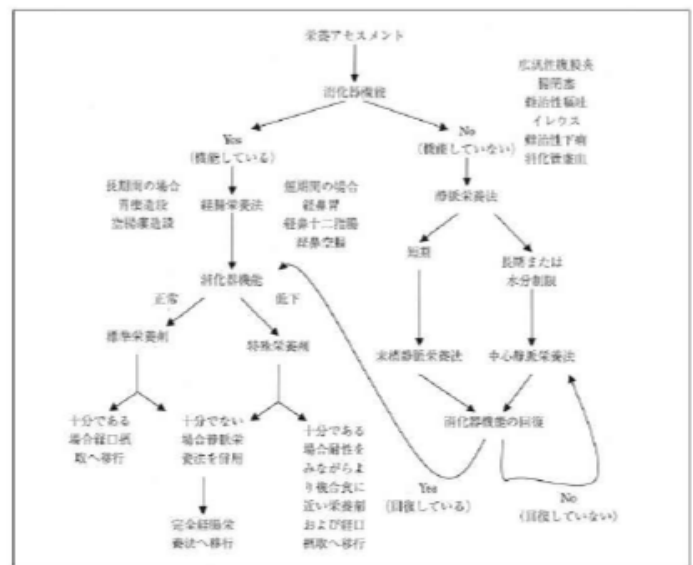 栄養アセスメント
消化器機能
汎発性腹膜炎
腸閉塞
難治性嘔吐
イレウス
難治性下痢
消化管虚血
Yes
(機能している)
No
(機能していない)
長期間の場合
胃瘻造設
空腸瘻造設
経腸栄養法
短期間の場合
経鼻胃
経鼻十二指腸
経鼻空腸
静脈栄養法
短期
長期または
水分制限
消化器機能
正常
低下
標準栄養剤
特殊栄養剤
末梢静脈栄養法
中心静脈栄養法
十分である
場合経口摂
取へ移行
十分でない
場合静脈栄
養法を併用
十分である
場合耐性を
みながらよ
り複合食に
近い栄養剤
および経口
摂取へ移行
消化器機能の回復
Yes
(回復している)
No
(回復していない)
完全経腸栄
養法へ移行